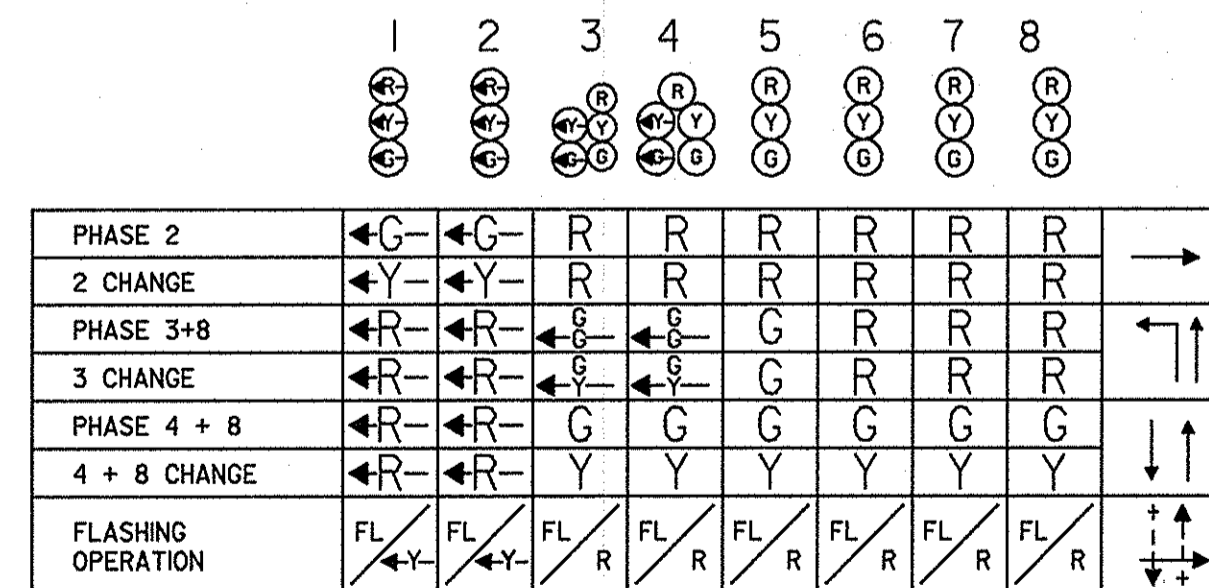 1 2 3 4 5 6 7 8
R R R R R R R R
Y Y Y Y Y Y Y Y Y Y
G G G G G G G G G G
PHASE 2 G G R R R R R R
2 CHANGE Y Y R R R R R R
PHASE 3+8 R R G G G G G R R R
3 CHANGE R R G Y G Y G R R R
PHASE 4 + 8 R R G G G G G G
4 + 8 CHANGE R R Y Y Y Y Y Y
FLASHING OPERATION FL/Y FL/Y FL/R FL/R FL/R FL/R FL/R FL/R